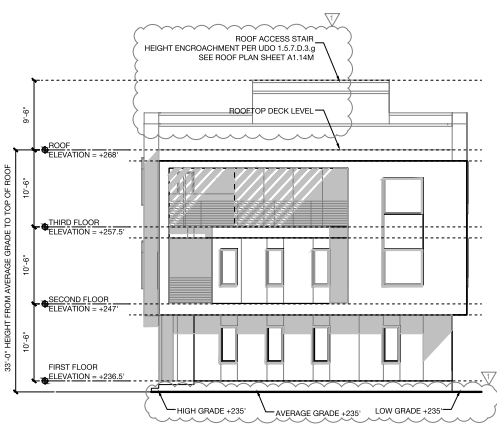 1
ROOF ACCESS STAIR
HEIGHT ENCROACHMENT PER UDO 1.5.7.D.3.g
SEE ROOF PLAN SHEET A1.14M
ROOFTOP DECK LEVEL
9'-6"
ROOF
ELEVATION = +268'
10'-6"
THIRD FLOOR
ELEVATION = +257.5'
10'-6"
SECOND FLOOR
ELEVATION = +247'
10'-6"
FIRST FLOOR
ELEVATION = +236.5'
33'-0" HEIGHT FROM AVERAGE GRADE TO TOP OF ROOF
1
HIGH GRADE +235'
AVERAGE GRADE +235'
LOW GRADE +235'